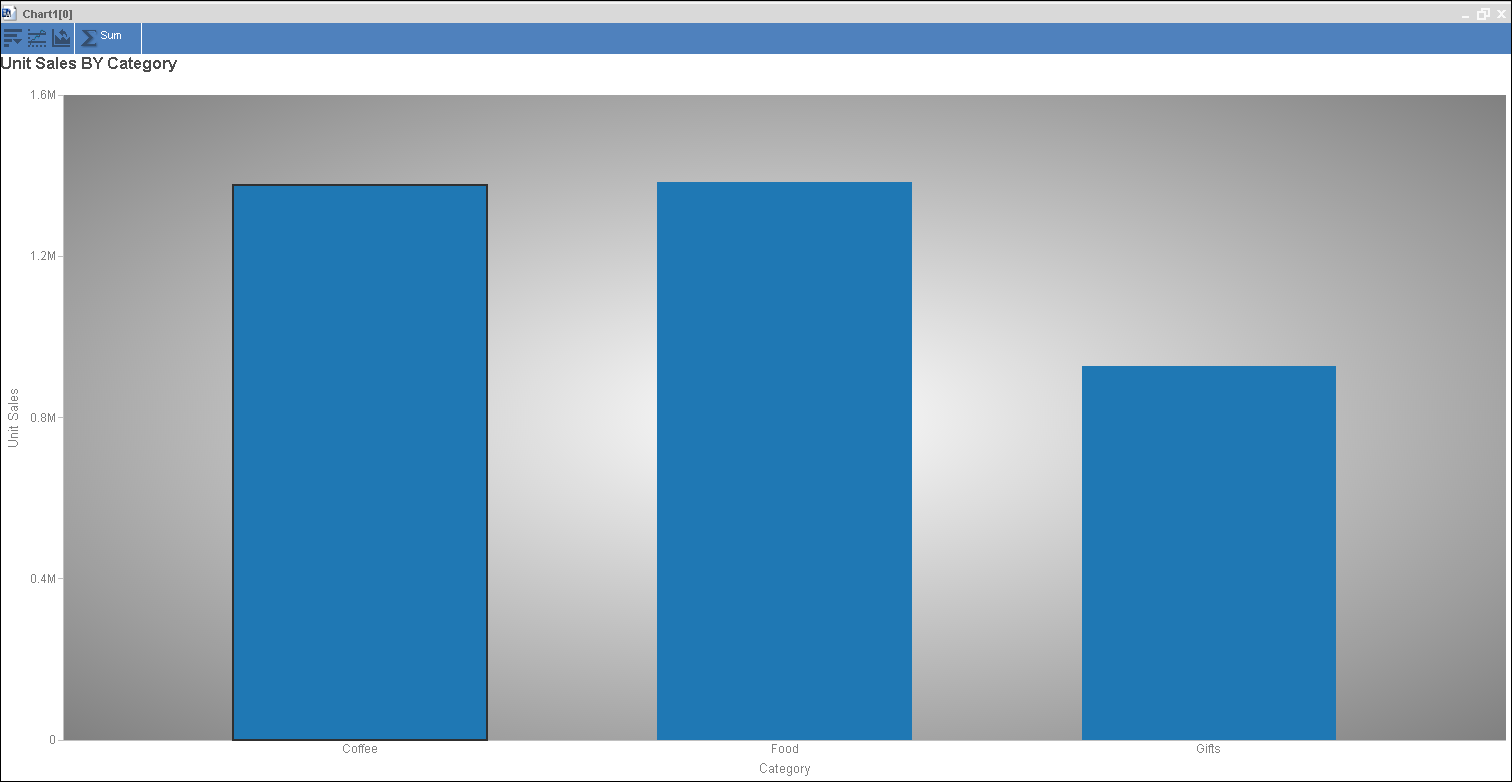 Chart1[0]
Sum
Unit Sales BY Category
1.6M
1.2M
0.8M
0.4M
0
Unit Sales
Coffee
Food
Gifts
Category